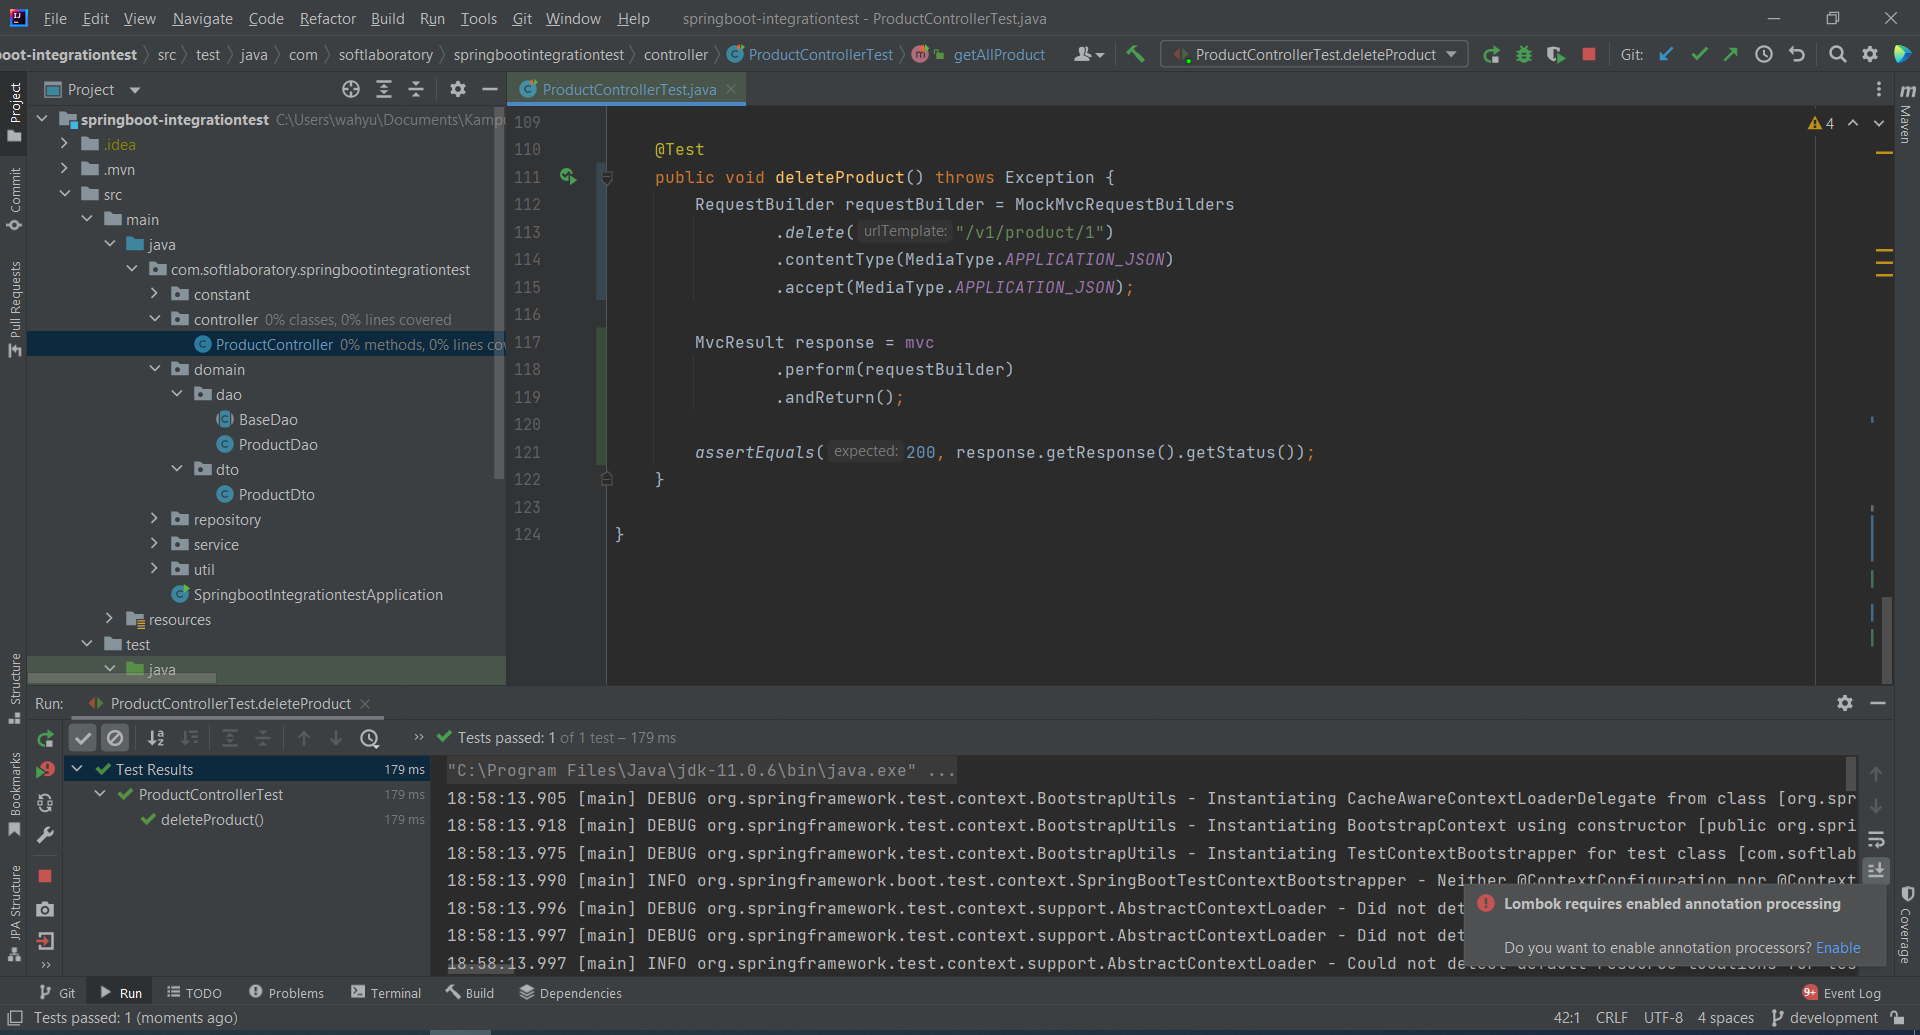 File Edit View Navigate Code Refactor Build Run Tools Git Window Help springboot-integrationtest - ProductControllerTest.java
oot-integrationtest src test java com softlaboratory springbootintegrationtest controller ProductControllerTest m getAllProduct ProductControllerTest.deleteProduct Git:
Project
Commit
Pull Requests
Structure
Bookmarks
JPA Structure
Project
springboot-integrationtest C:\Users\wahyu\Documents\Kampu
.idea
.mvn
src
main
java
com.softlaboratory.springbootintegrationtest
constant
controller 0% classes, 0% lines covered
ProductController 0% methods, 0% lines cov
domain
dao
BaseDao
ProductDao
dto
ProductDto
repository
service
util
SpringbootIntegrationtestApplication
resources
test
java
ProductControllerTest.java
4
109
110 @Test
111 public void deleteProduct() throws Exception {
112 RequestBuilder requestBuilder = MockMvcRequestBuilders
113 .delete( urlTemplate: "/v1/product/1")
114 .contentType(MediaType.APPLICATION_JSON)
115 .accept(MediaType.APPLICATION_JSON);
116
117 MvcResult response = mvc
118 .perform(requestBuilder)
119 .andReturn();
120
121 assertEquals( expected: 200, response.getResponse().getStatus());
122 }
123
124 }
m Maven
Coverage
Run: ProductControllerTest.deleteProduct
Tests passed: 1 of 1 test – 179 ms
Test Results 179 ms
ProductControllerTest 179 ms
deleteProduct() 179 ms
"C:\Program Files\Java\jdk-11.0.6\bin\java.exe" ...
18:58:13.905 [main] DEBUG org.springframework.test.context.BootstrapUtils - Instantiating CacheAwareContextLoaderDelegate from class [org.spr
18:58:13.918 [main] DEBUG org.springframework.test.context.BootstrapUtils - Instantiating BootstrapContext using constructor [public org.spri
18:58:13.975 [main] DEBUG org.springframework.test.context.BootstrapUtils - Instantiating TestContextBootstrapper for test class [com.softlab
18:58:13.990 [main] INFO org.springframework.boot.test.context.SpringBootTestContextBootstrapper - Neither @ContextConfiguration nor @Context
18:58:13.996 [main] DEBUG org.springframework.test.context.support.AbstractContextLoader - Did not det
18:58:13.997 [main] DEBUG org.springframework.test.context.support.AbstractContextLoader - Did not det
18:58:13.997 [main] INFO org.springframework.test.context.support.AbstractContextLoader - Could not detect default resource locations for tes
Lombok requires enabled annotation processing
Do you want to enable annotation processors? Enable
Git Run TODO Problems Terminal Build Dependencies 9+ Event Log
Tests passed: 1 (moments ago) 42:1 CRLF UTF-8 4 spaces development